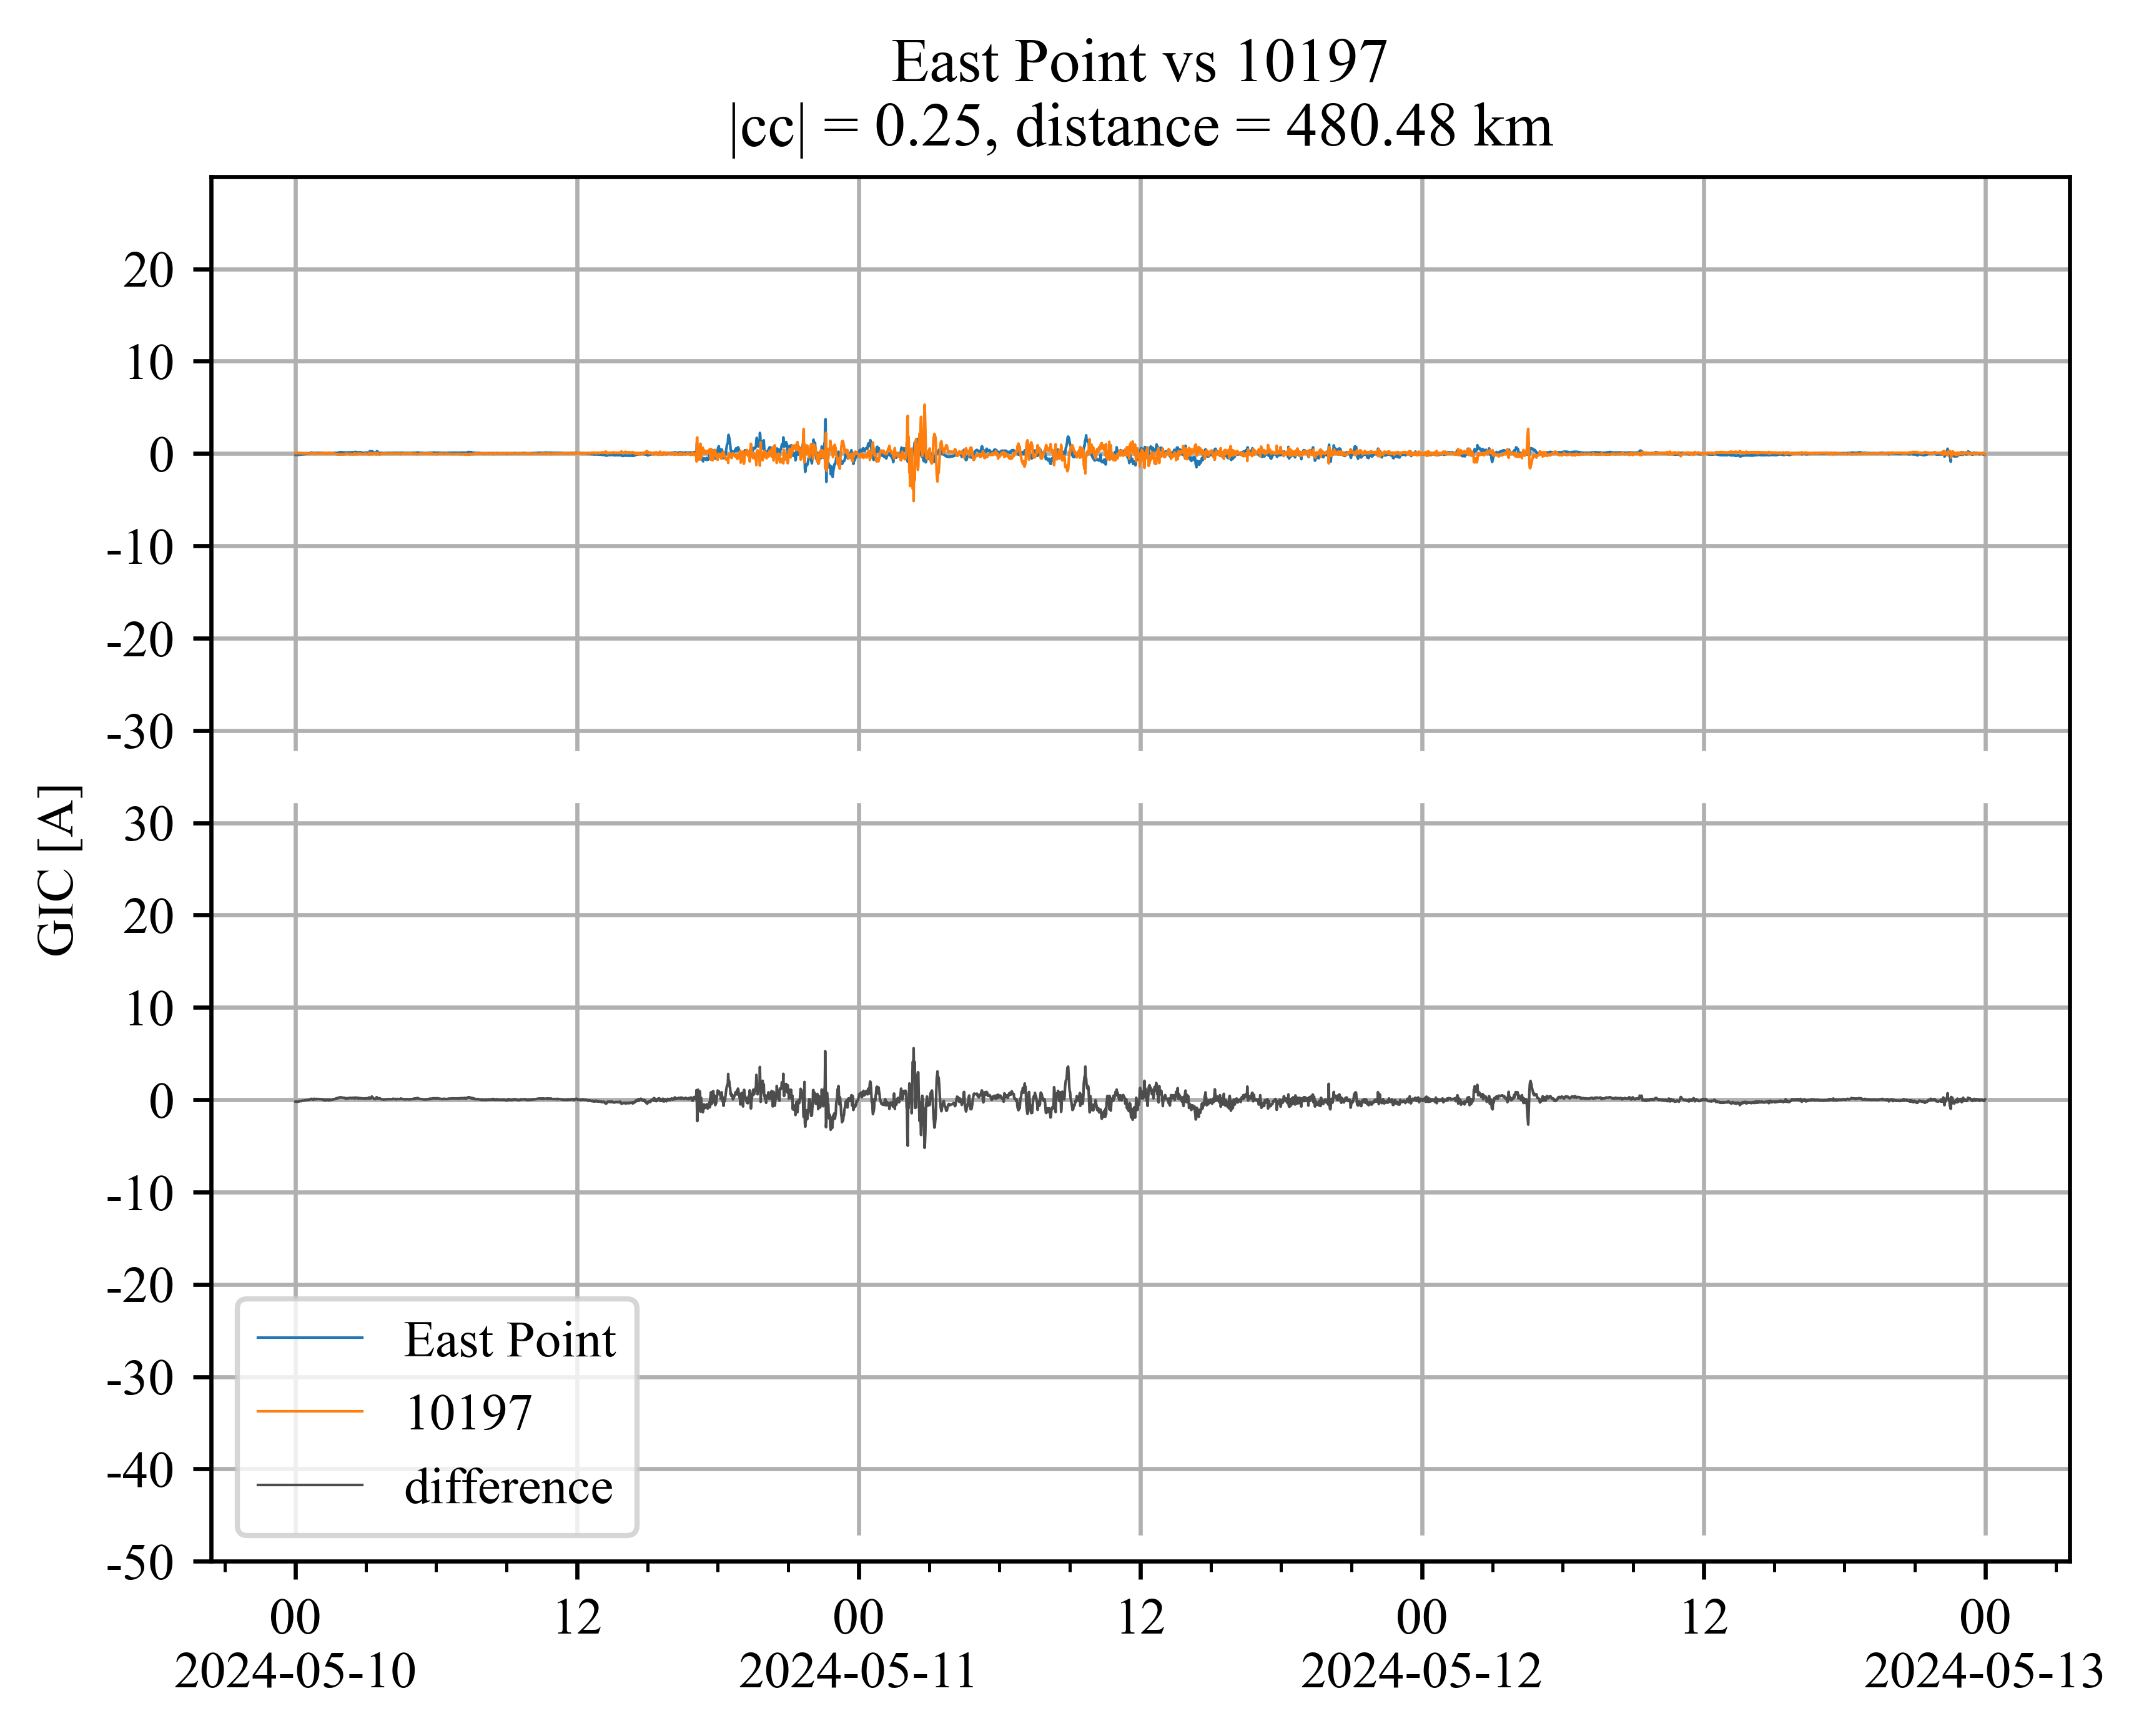 East Point vs 10197
|cc| = 0.25, distance = 480.48 km
20
10
0
-10
-20
-30
GIC [A]
30
20
10
0
-10
-20
-30
-40
-50
East Point
10197
difference
00 12 00 12 00 12 00
2024-05-10 2024-05-11 2024-05-12 2024-05-13